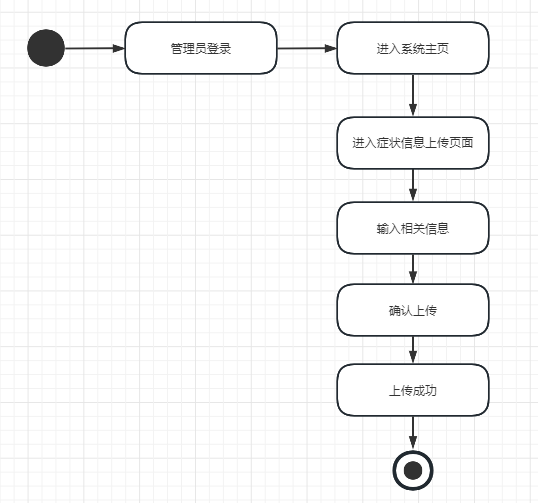 管理员登录
进入系统主页
进入症状信息上传页面
输入相关信息
确认上传
上传成功